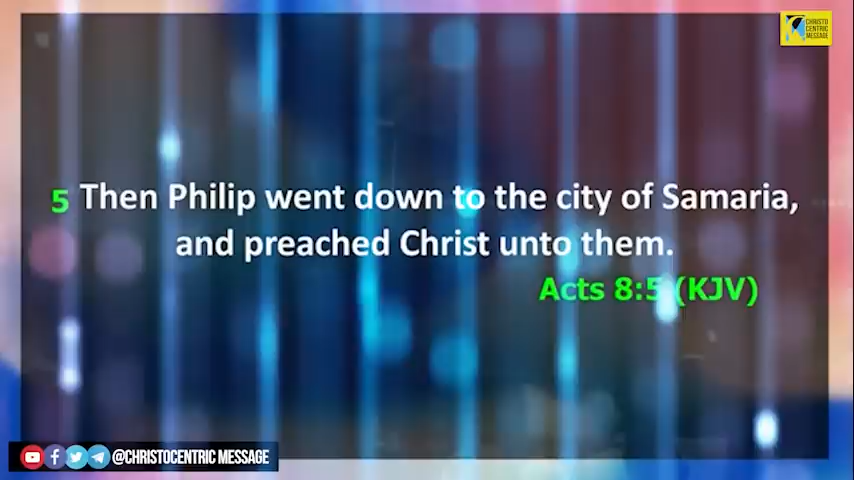 CHRISTO
CENTRIC
MESSAGE
5 Then Philip went down to the city of Samaria,
and preached Christ unto them.
Acts 8:5 (KJV)
@CHRISTOCENTRIC MESSAGE